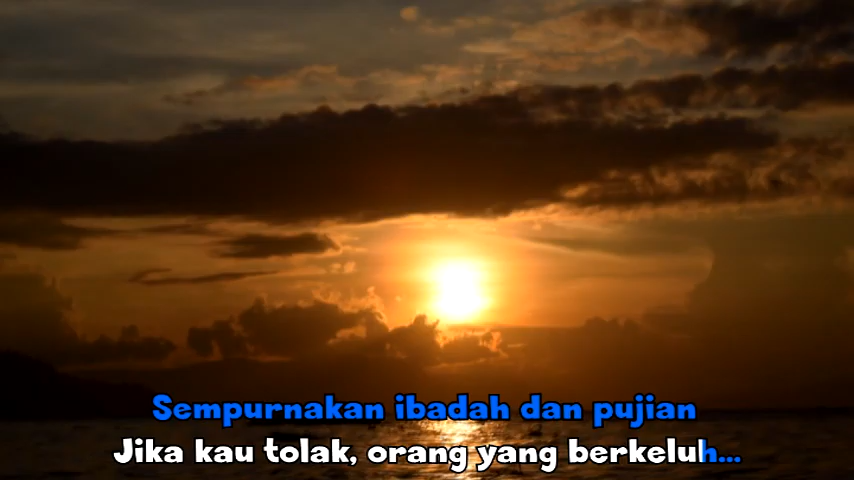 Sempurnakan ibadah dan pujian
Jika kau tolak, orang yang berkeluh...